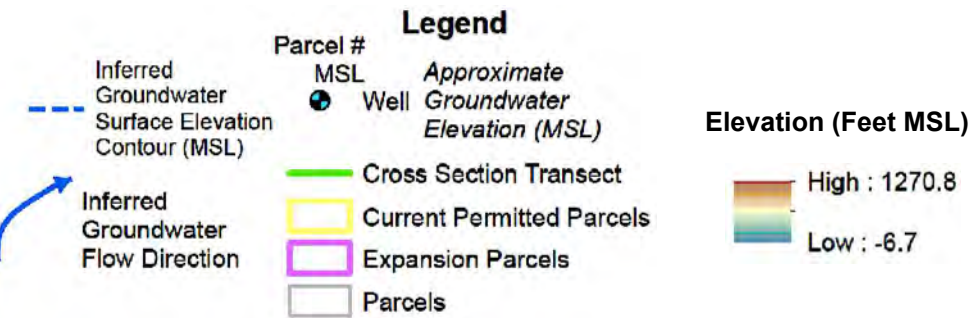 Legend
Inferred
Groundwater
Surface Elevation
Contour (MSL)
Inferred
Groundwater
Flow Direction
Parcel #
MSL
Well
Approximate
Groundwater
Elevation (MSL)
Cross Section Transect
Current Permitted Parcels
Expansion Parcels
Parcels
Elevation (Feet MSL)
High : 1270.8
Low : -6.7